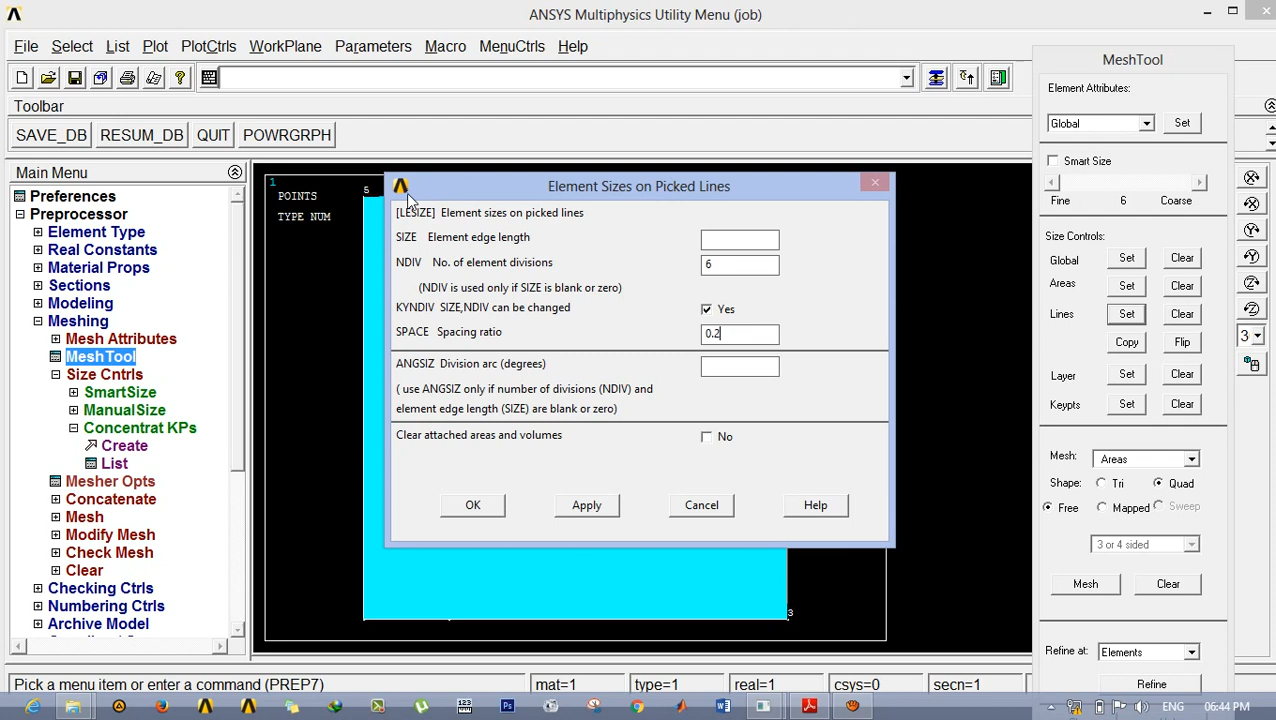 ANSYS Multiphysics Utility Menu (job)
File Select List Plot PlotCtrls WorkPlane Parameters Macro MenuCtrls Help
Toolbar
SAVE_DB RESUM_DB QUIT POWRGRPH
Main Menu
Preferences
Preprocessor
Element Type
Real Constants
Material Props
Sections
Modeling
Meshing
Mesh Attributes
MeshTool
Size Cntrls
SmartSize
ManualSize
Concentrat KPs
Create
List
Mesher Opts
Concatenate
Mesh
Modify Mesh
Check Mesh
Clear
Checking Ctrls
Numbering Ctrls
Archive Model
1
POINTS
TYPE NUM
5
3
Element Sizes on Picked Lines
[LESIZE] Element sizes on picked lines
SIZE Element edge length
NDIV No. of element divisions 6
(NDIV is used only if SIZE is blank or zero)
KYNDIV SIZE,NDIV can be changed Yes
SPACE Spacing ratio 0.2
ANGSIZ Division arc (degrees)
( use ANGSIZ only if number of divisions (NDIV) and
element edge length (SIZE) are blank or zero)
Clear attached areas and volumes No
OK Apply Cancel Help
MeshTool
Element Attributes:
Global Set
Smart Size
Fine 6 Coarse
Size Controls:
Global Set Clear
Areas Set Clear
Lines Set Clear
Copy Flip
Layer Set Clear
Keypts Set Clear
Mesh: Areas
Shape: Tri Quad
Free Mapped Sweep
3 or 4 sided
Mesh Clear
Refine at: Elements
Refine
3
Pick a menu item or enter a command (PREP7) mat=1 type=1 real=1 csys=0 secn=1
ENG 06:44 PM